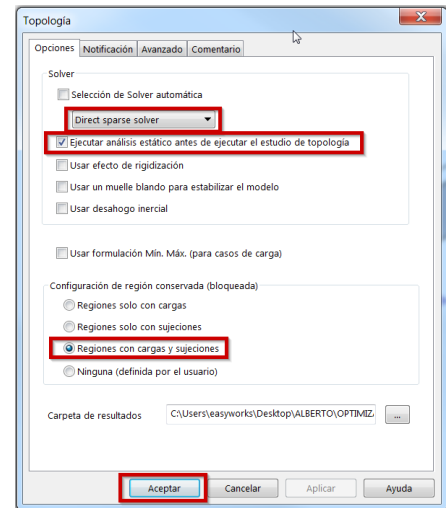 Topología
Opciones Notificación Avanzado Comentario
Solver
Selección de Solver automática
Direct sparse solver
Ejecutar análisis estático antes de ejecutar el estudio de topología
Usar efecto de rigidización
Usar un muelle blando para estabilizar el modelo
Usar desahogo inercial
Usar formulación Mín. Máx. (para casos de carga)
Configuración de región conservada (bloqueada)
Regiones solo con cargas
Regiones solo con sujeciones
Regiones con cargas y sujeciones
Ninguna (definida por el usuario)
Carpeta de resultados C:\Users\easyworks\Desktop\ALBERTO\OPTIMIZ ...
Aceptar Cancelar Aplicar Ayuda